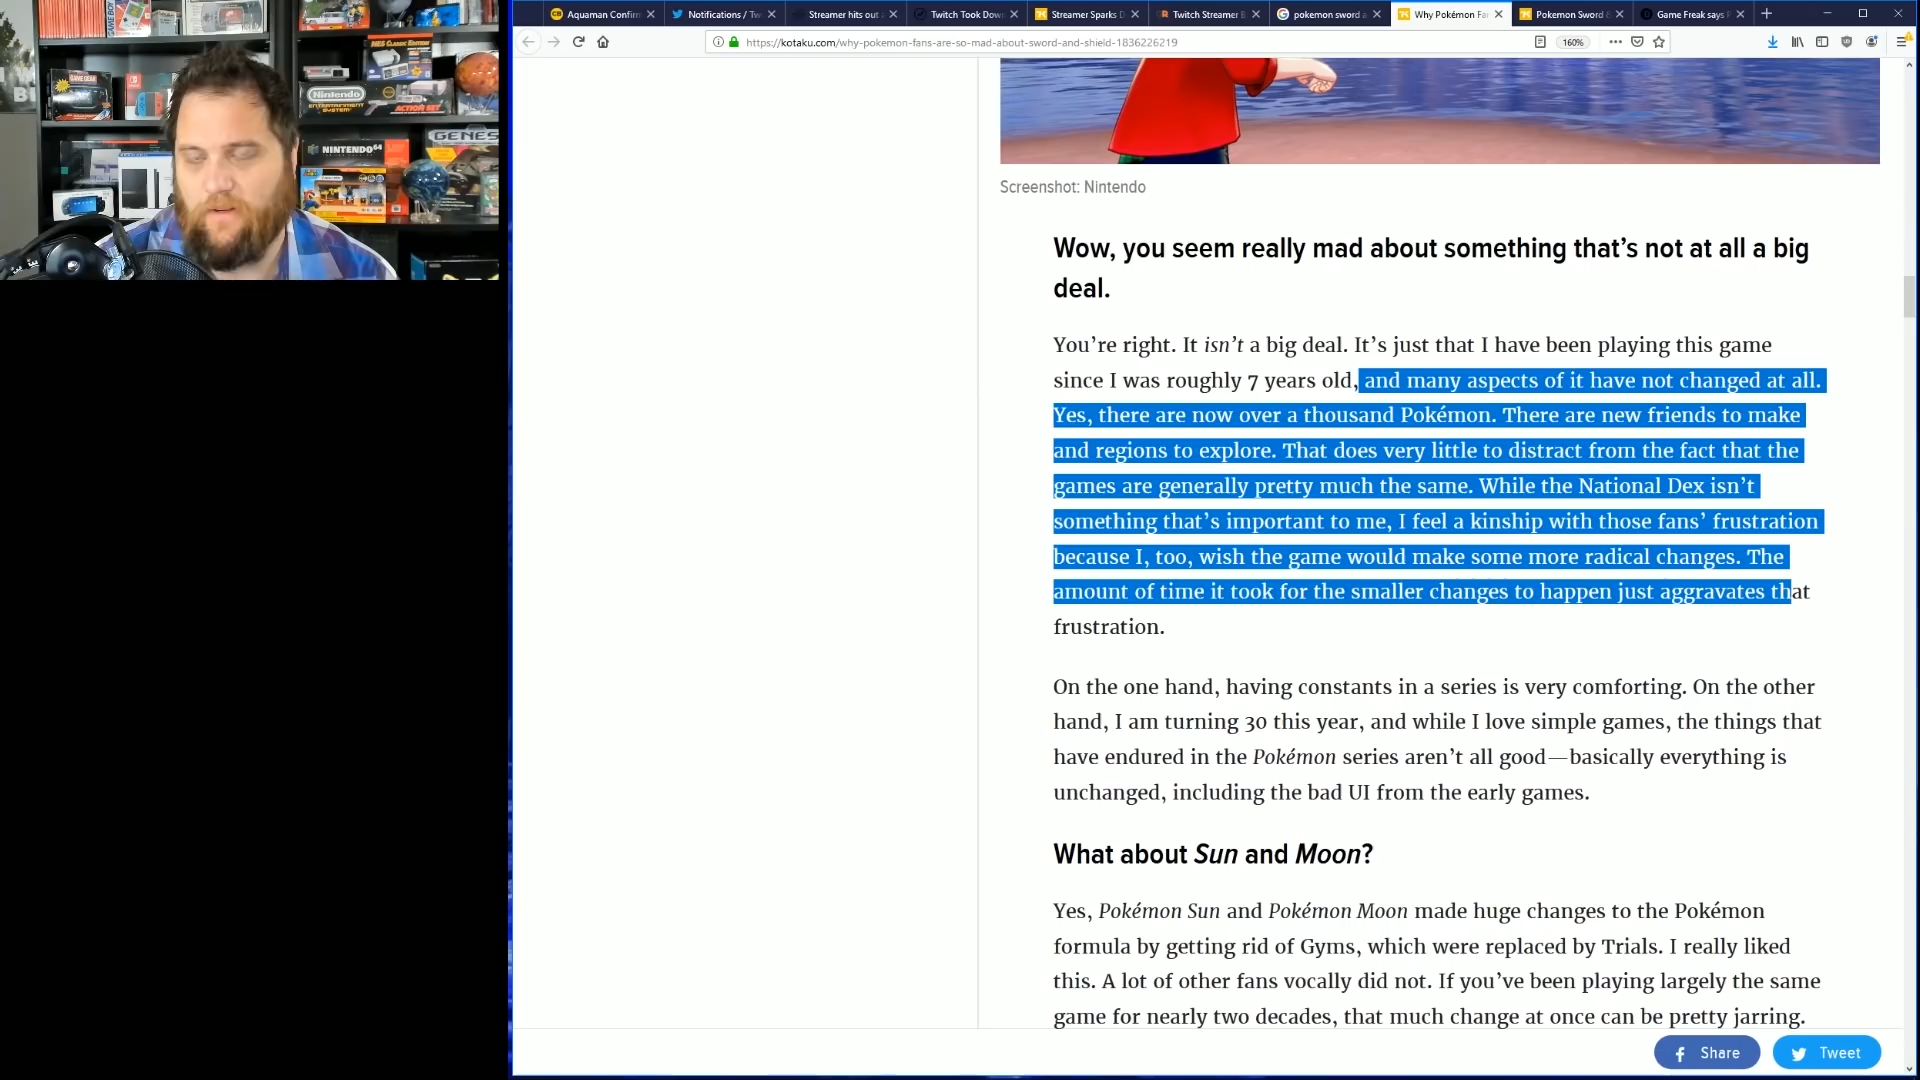 Aquaman Confirm
Notifications / Tw
Streamer hits out
Twitch Took Dow
Streamer Sparks D
Twitch Streamer
pokemon sword a
Why Pokémon Fa
Pokemon Sword
Game Freak says
https://kotaku.com/why-pokemon-fans-are-so-mad-about-sword-and-shield-1836226219
160%
GAME GEAR
NES CLASSIC EDITION
Nintendo
ENTERTAINMENT SYSTEM
ACTION SET
GENESIS
NINTENDO 64
Screenshot: Nintendo
Wow, you seem really mad about something that’s not at all a big
deal.
You’re right. It isn’t a big deal. It’s just that I have been playing this game
since I was roughly 7 years old, and many aspects of it have not changed at all.
Yes, there are now over a thousand Pokémon. There are new friends to make
and regions to explore. That does very little to distract from the fact that the
games are generally pretty much the same. While the National Dex isn’t
something that’s important to me, I feel a kinship with those fans’ frustration
because I, too, wish the game would make some more radical changes. The
amount of time it took for the smaller changes to happen just aggravates that
frustration.
On the one hand, having constants in a series is very comforting. On the other
hand, I am turning 30 this year, and while I love simple games, the things that
have endured in the Pokémon series aren’t all good—basically everything is
unchanged, including the bad UI from the early games.
What about Sun and Moon?
Yes, Pokémon Sun and Pokémon Moon made huge changes to the Pokémon
formula by getting rid of Gyms, which were replaced by Trials. I really liked
this. A lot of other fans vocally did not. If you’ve been playing largely the same
game for nearly two decades, that much change at once can be pretty jarring.
Share
Tweet